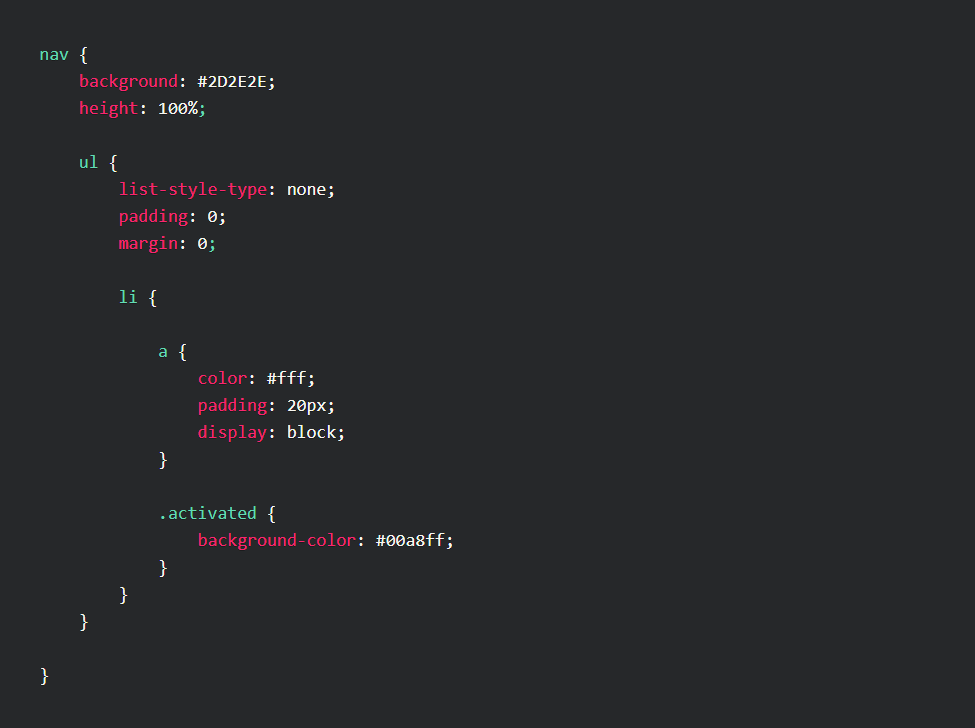 nav {
    background: #2D2E2E;
    height: 100%;

    ul {
        list-style-type: none;
        padding: 0;
        margin: 0;

        li {

            a {
                color: #fff;
                padding: 20px;
                display: block;
            }

            .activated {
                background-color: #00a8ff;
            }
        }
    }

}